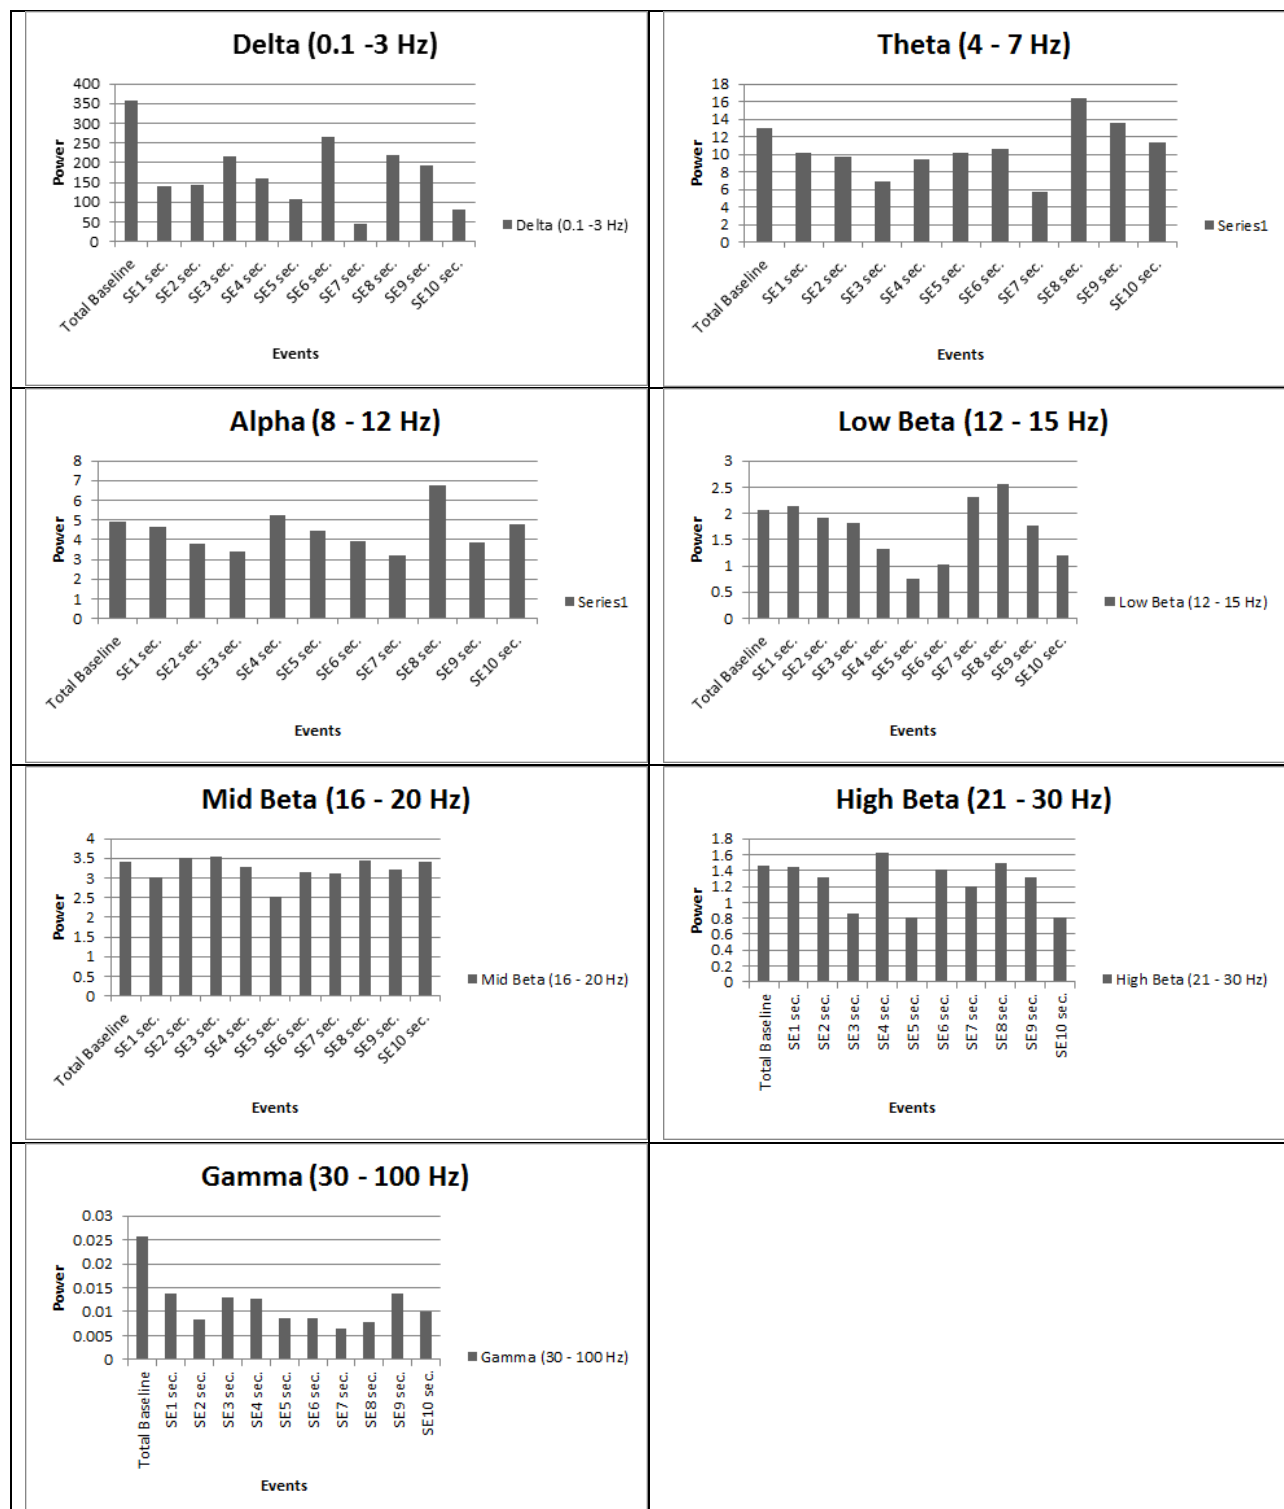 Delta (0.1 -3 Hz)
400
350
300
250
200
150
100
50
0
Power
Total Baseline
SE1 sec.
SE2 sec.
SE3 sec.
SE4 sec.
SE5 sec.
SE6 sec.
SE7 sec.
SE8 sec.
SE9 sec.
SE10 sec.
Events
Delta (0.1 -3 Hz)
Theta (4 - 7 Hz)
18
16
14
12
10
8
6
4
2
0
Power
Total Baseline
SE1 sec.
SE2 sec.
SE3 sec.
SE4 sec.
SE5 sec.
SE6 sec.
SE7 sec.
SE8 sec.
SE9 sec.
SE10 sec.
Events
Series1
Alpha (8 - 12 Hz)
8
7
6
5
4
3
2
1
0
Power
Total Baseline
SE1 sec.
SE2 sec.
SE3 sec.
SE4 sec.
SE5 sec.
SE6 sec.
SE7 sec.
SE8 sec.
SE9 sec.
SE10 sec.
Events
Series1
Low Beta (12 - 15 Hz)
3
2.5
2
1.5
1
0.5
0
Power
Total Baseline
SE1 sec.
SE2 sec.
SE3 sec.
SE4 sec.
SE5 sec.
SE6 sec.
SE7 sec.
SE8 sec.
SE9 sec.
SE10 sec.
Events
Low Beta (12 - 15 Hz)
Mid Beta (16 - 20 Hz)
4
3.5
3
2.5
2
1.5
1
0.5
0
Power
Total Baseline
SE1 sec.
SE2 sec.
SE3 sec.
SE4 sec.
SE5 sec.
SE6 sec.
SE7 sec.
SE8 sec.
SE9 sec.
SE10 sec.
Events
Mid Beta (16 - 20 Hz)
High Beta (21 - 30 Hz)
1.8
1.6
1.4
1.2
1
0.8
0.6
0.4
0.2
0
Power
Total Baseline
SE1 sec.
SE2 sec.
SE3 sec.
SE4 sec.
SE5 sec.
SE6 sec.
SE7 sec.
SE8 sec.
SE9 sec.
SE10 sec.
Events
High Beta (21 - 30 Hz)
Gamma (30 - 100 Hz)
0.03
0.025
0.02
0.015
0.01
0.005
0
Power
Total Baseline
SE1 sec.
SE2 sec.
SE3 sec.
SE4 sec.
SE5 sec.
SE6 sec.
SE7 sec.
SE8 sec.
SE9 sec.
SE10 sec.
Events
Gamma (30 - 100 Hz)